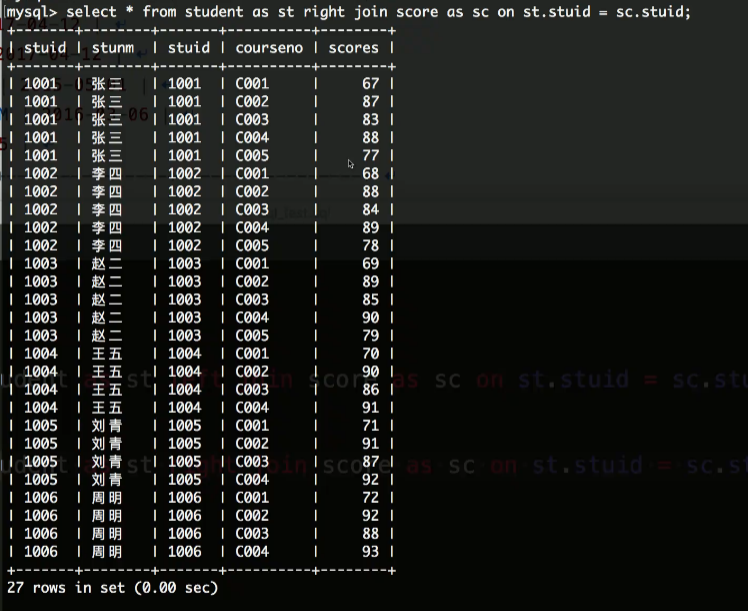 mysql> select * from student as st right join score as sc on st.stuid = sc.stuid;
+-------+-------+-------+----------+--------+
| stuid | stunm | stuid | courseno | scores |
+-------+-------+-------+----------+--------+
| 1001 | 张三 | 1001 | C001 | 67 |
| 1001 | 张三 | 1001 | C002 | 87 |
| 1001 | 张三 | 1001 | C003 | 83 |
| 1001 | 张三 | 1001 | C004 | 88 |
| 1001 | 张三 | 1001 | C005 | 77 |
| 1002 | 李四 | 1002 | C001 | 68 |
| 1002 | 李四 | 1002 | C002 | 88 |
| 1002 | 李四 | 1002 | C003 | 84 |
| 1002 | 李四 | 1002 | C004 | 89 |
| 1002 | 李四 | 1002 | C005 | 78 |
| 1003 | 赵二 | 1003 | C001 | 69 |
| 1003 | 赵二 | 1003 | C002 | 89 |
| 1003 | 赵二 | 1003 | C003 | 85 |
| 1003 | 赵二 | 1003 | C004 | 90 |
| 1003 | 赵二 | 1003 | C005 | 79 |
| 1004 | 王五 | 1004 | C001 | 70 |
| 1004 | 王五 | 1004 | C002 | 90 |
| 1004 | 王五 | 1004 | C003 | 86 |
| 1004 | 王五 | 1004 | C004 | 91 |
| 1005 | 刘青 | 1005 | C001 | 71 |
| 1005 | 刘青 | 1005 | C002 | 91 |
| 1005 | 刘青 | 1005 | C003 | 87 |
| 1005 | 刘青 | 1005 | C004 | 92 |
| 1006 | 周明 | 1006 | C001 | 72 |
| 1006 | 周明 | 1006 | C002 | 92 |
| 1006 | 周明 | 1006 | C003 | 88 |
| 1006 | 周明 | 1006 | C004 | 93 |
+-------+-------+-------+----------+--------+
27 rows in set (0.00 sec)